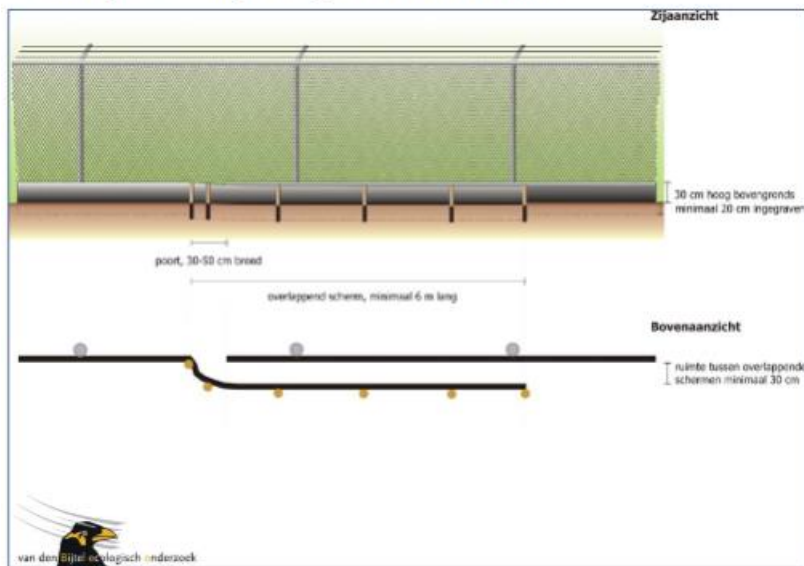 Zijaanzicht
30 cm hoog bovengronds
minimaal 20 cm ingegraven
poort, 30-50 cm breed
overlappend scherm, minimaal 6 m lang
Bovenaanzicht
ruimte tussen overlappende
schermen minimaal 30 cm
van den Bijtel ecologisch onderzoek